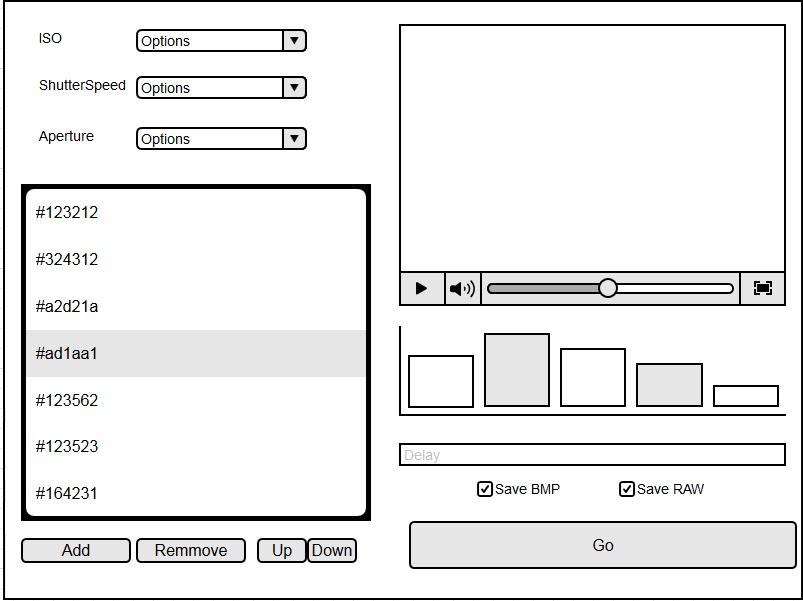 ISO
Options
ShutterSpeed
Options
Aperture
Options
#123212
#324312
#a2d21a
#ad1aa1
#123562
#123523
#164231
Add
Remmove
Up
Down
Delay
Save BMP
Save RAW
Go